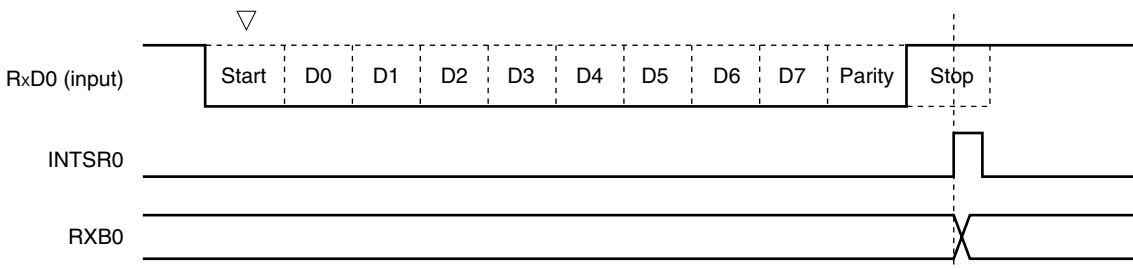 RxD0 (input) Start D0 D1 D2 D3 D4 D5 D6 D7 Parity Stop
INTSR0
RXB0